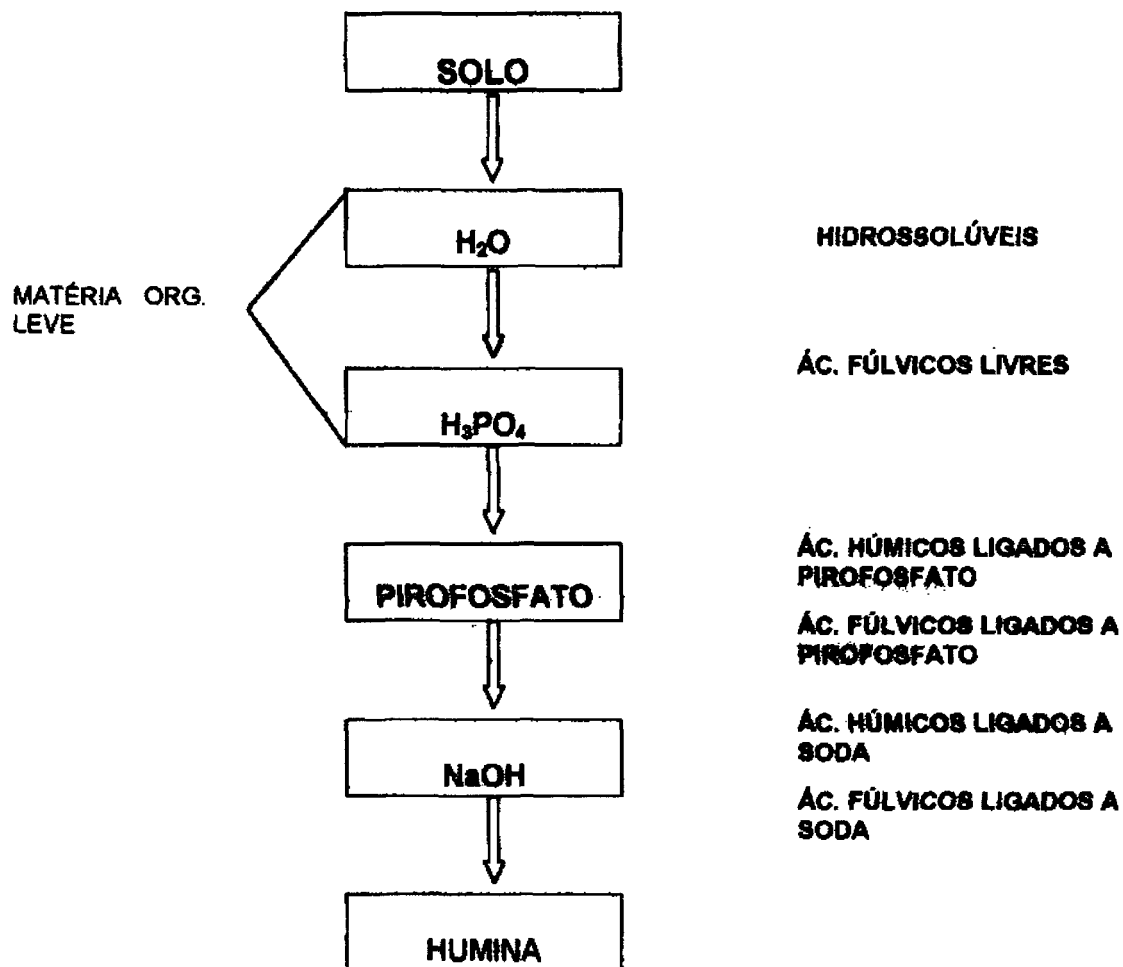 SOLO
H₂O
HIDROSSOLÚVEIS
MATÉRIA ORG.
LEVE
ÁC. FÚLVICOS LIVRES
H₃PO₄
ÁC. HÚMICOS LIGADOS A
PIROFOSFATO
PIROFOSFATO
ÁC. FÚLVICOS LIGADOS A
PIROFOSFATO
ÁC. HÚMICOS LIGADOS A
SODA
NaOH
ÁC. FÚLVICOS LIGADOS A
SODA
HUMINA